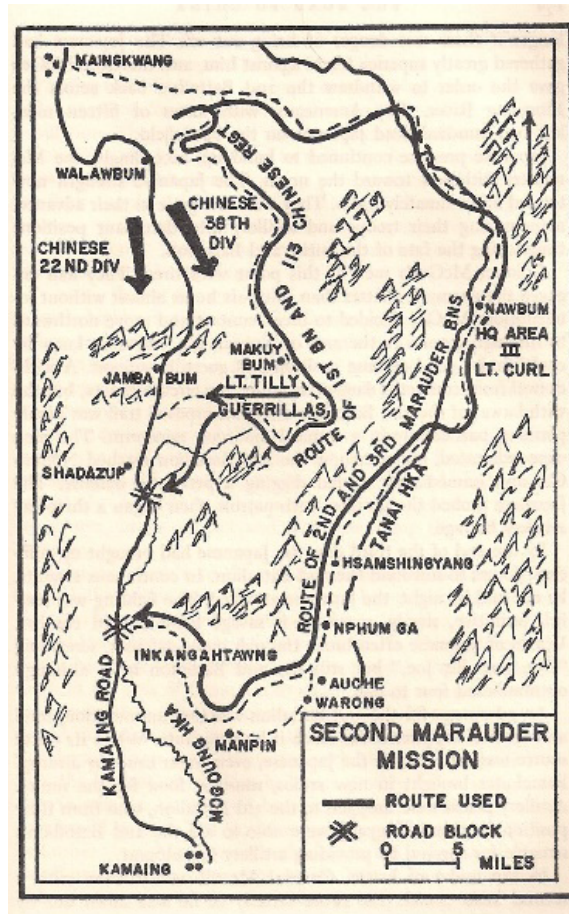 MAINGKWANG
WALAWBUM
CHINESE
38TH
DIV
CHINESE
22ND DIV
ROUTE OF 1ST BN AND 113 CHINESE REG
NAWBUM
HQ AREA
III
LT. CURL
MAKUY
BUM
JAMBA BUM
LT. TILLY
GUERRILLAS
SHADAZUP
ROUTE OF 2ND AND 3RD MARAUDER BNS
TANAI HKA
HSAMSHINGYANG
NPHUM GA
INKANGAHTAWNG
AUCHE
WARONG
MANPIN
KAMAING ROAD
MOGOUNG HKA
KAMAING
SECOND MARAUDER
MISSION
ROUTE USED
ROAD BLOCK
0 5
MILES